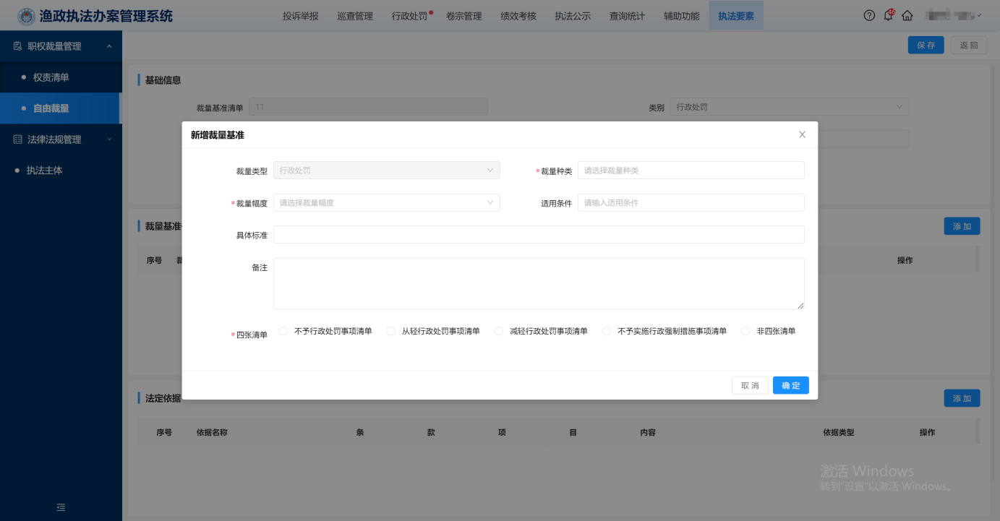 渔政执法办案管理系统
投诉举报 巡查管理 行政处罚 卷宗管理 绩效考核 执法公示 查询统计 辅助功能 执法要素
46
职权裁量管理
保 存 返 回
权责清单
基础信息
自由裁量
裁量基准清单 11 类别 行政处罚
新增裁量基准
法律法规管理
执法主体
裁量类型 行政处罚 *裁量种类 请选择裁量种类
*裁量幅度 请选择裁量幅度 适用条件 请输入适用条件
裁量基准 添 加
具体标准
序号 操作
备注
*四张清单 不予行政处罚事项清单 从轻行政处罚事项清单 减轻行政处罚事项清单 不予实施行政强制措施事项清单 非四张清单
取 消 确 定
法定依据 添 加
序号 依据名称 条 款 项 目 内容 依据类型 操作
激活 Windows
转到"设置"以激活 Windows。